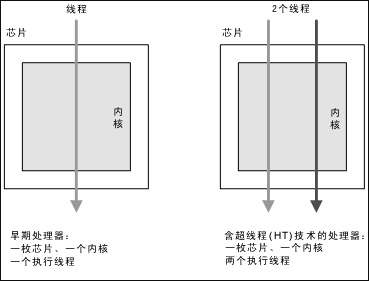 线程
芯片
内
核
早期处理器：
一枚芯片、一个内核
一个执行线程
2个线程
芯片
内
核
含超线程(HT)技术的处理器：
一枚芯片、一个内核
两个执行线程